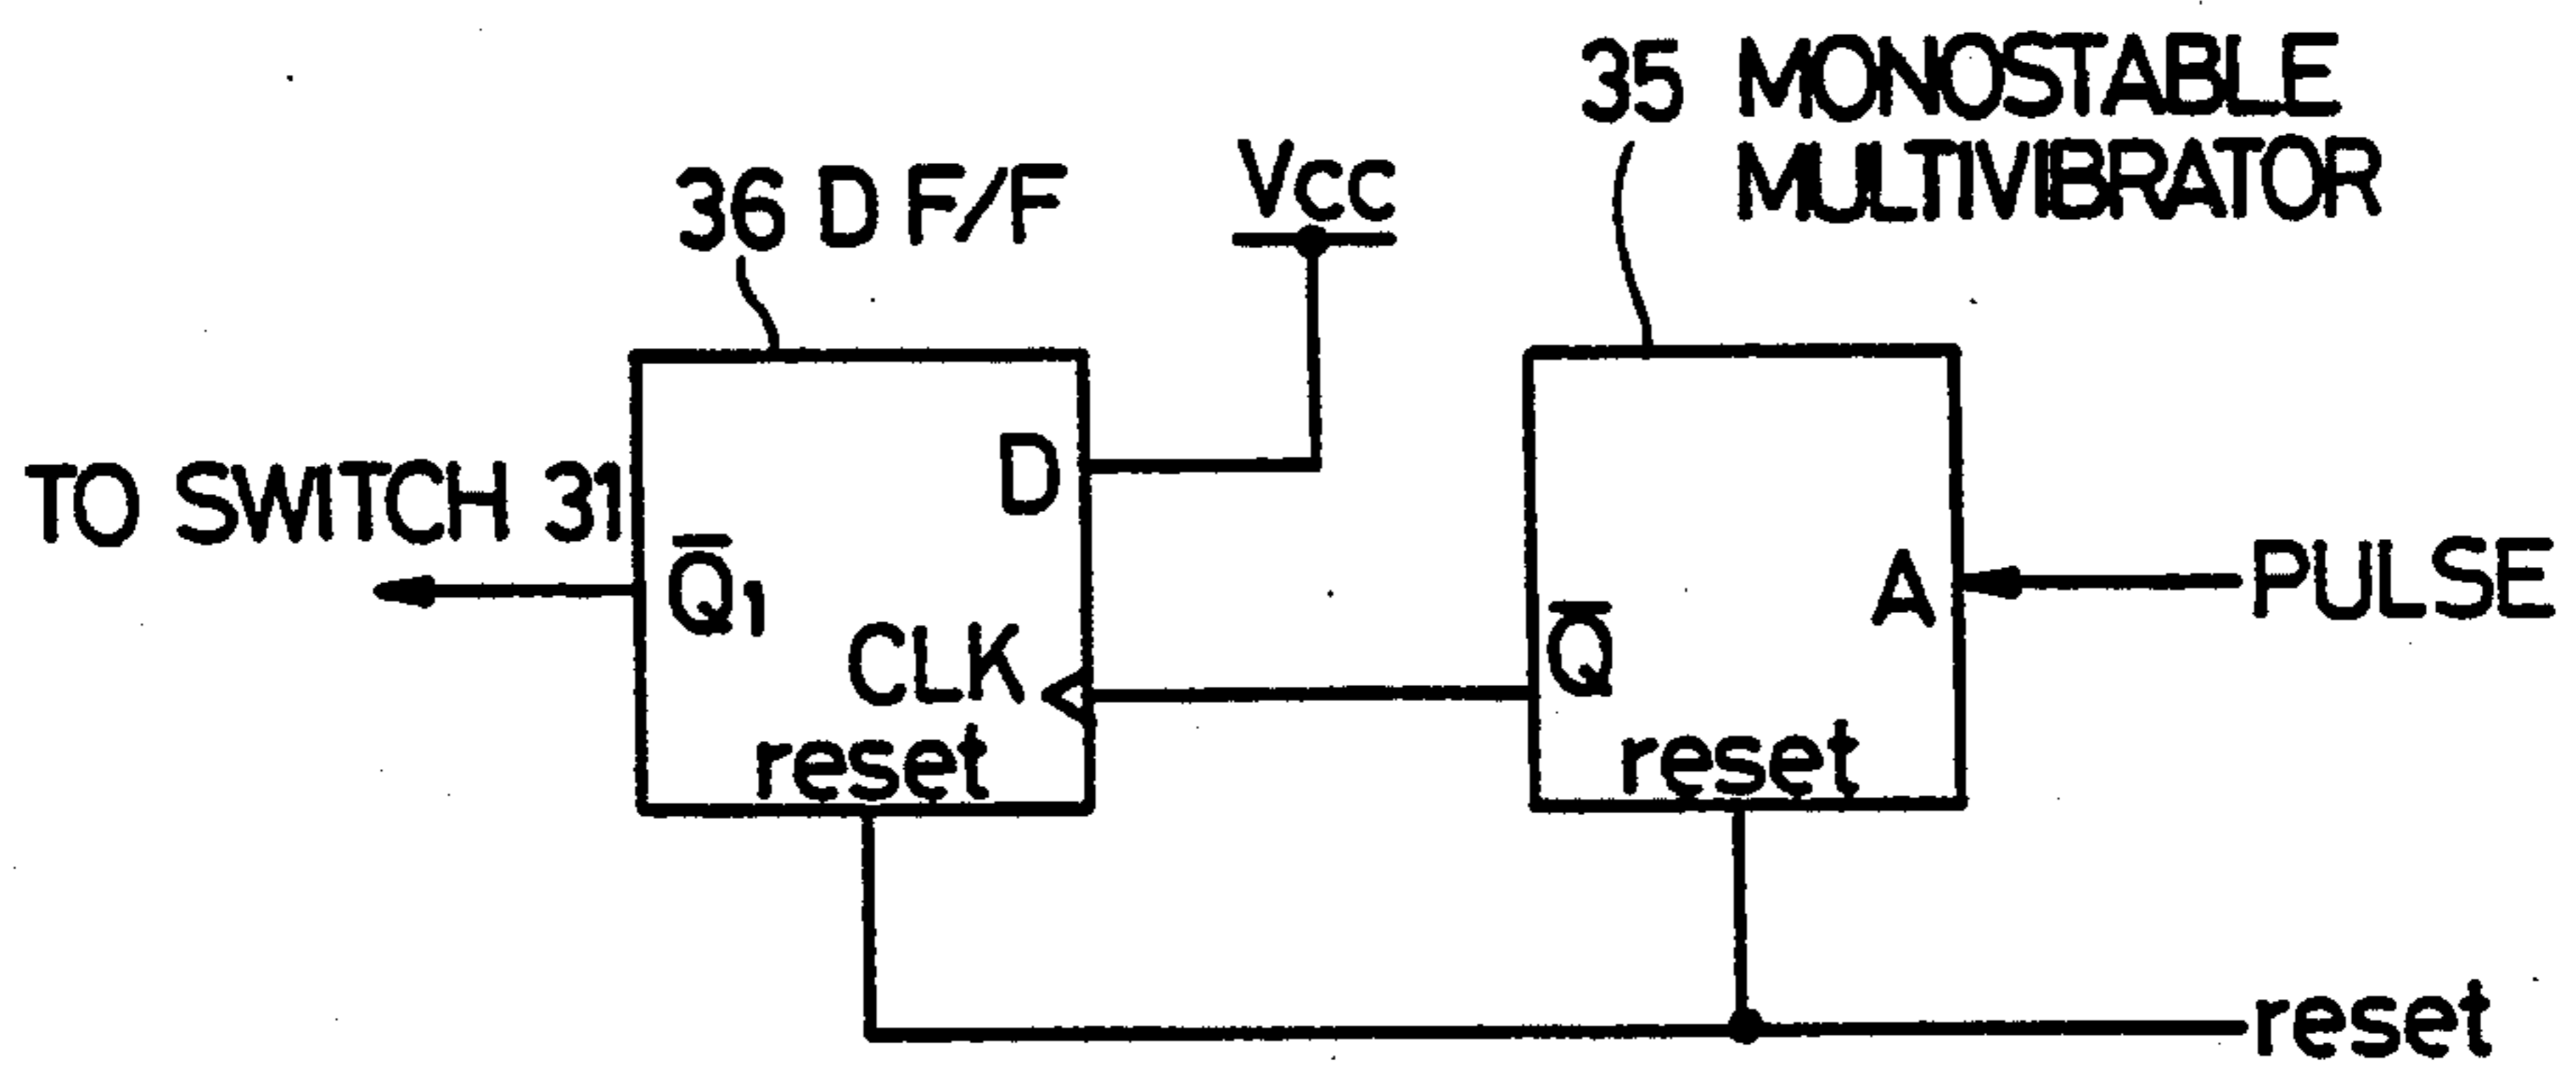 35 MONOSTABLE
MULTIVIBRATOR
36 D F/F
Vcc
TO SWITCH 31
D
Q̅1
CLK
reset
A
Q̅
reset
PULSE
reset